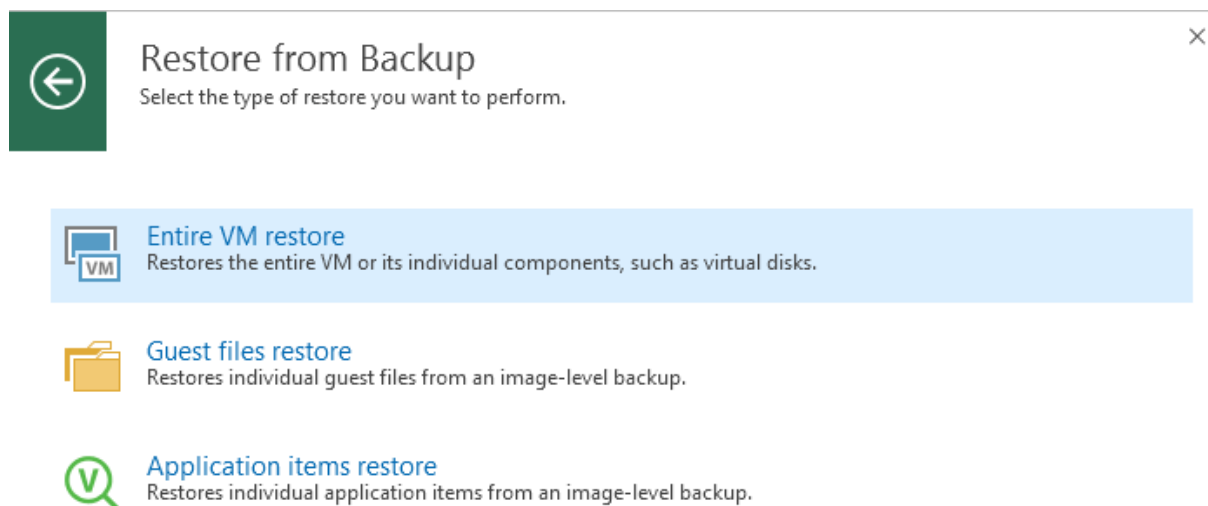 Restore from Backup
Select the type of restore you want to perform.
Entire VM restore
VM
Restores the entire VM or its individual components, such as virtual disks.
Guest files restore
Restores individual guest files from an image-level backup.
Application items restore
V
Restores individual application items from an image-level backup.